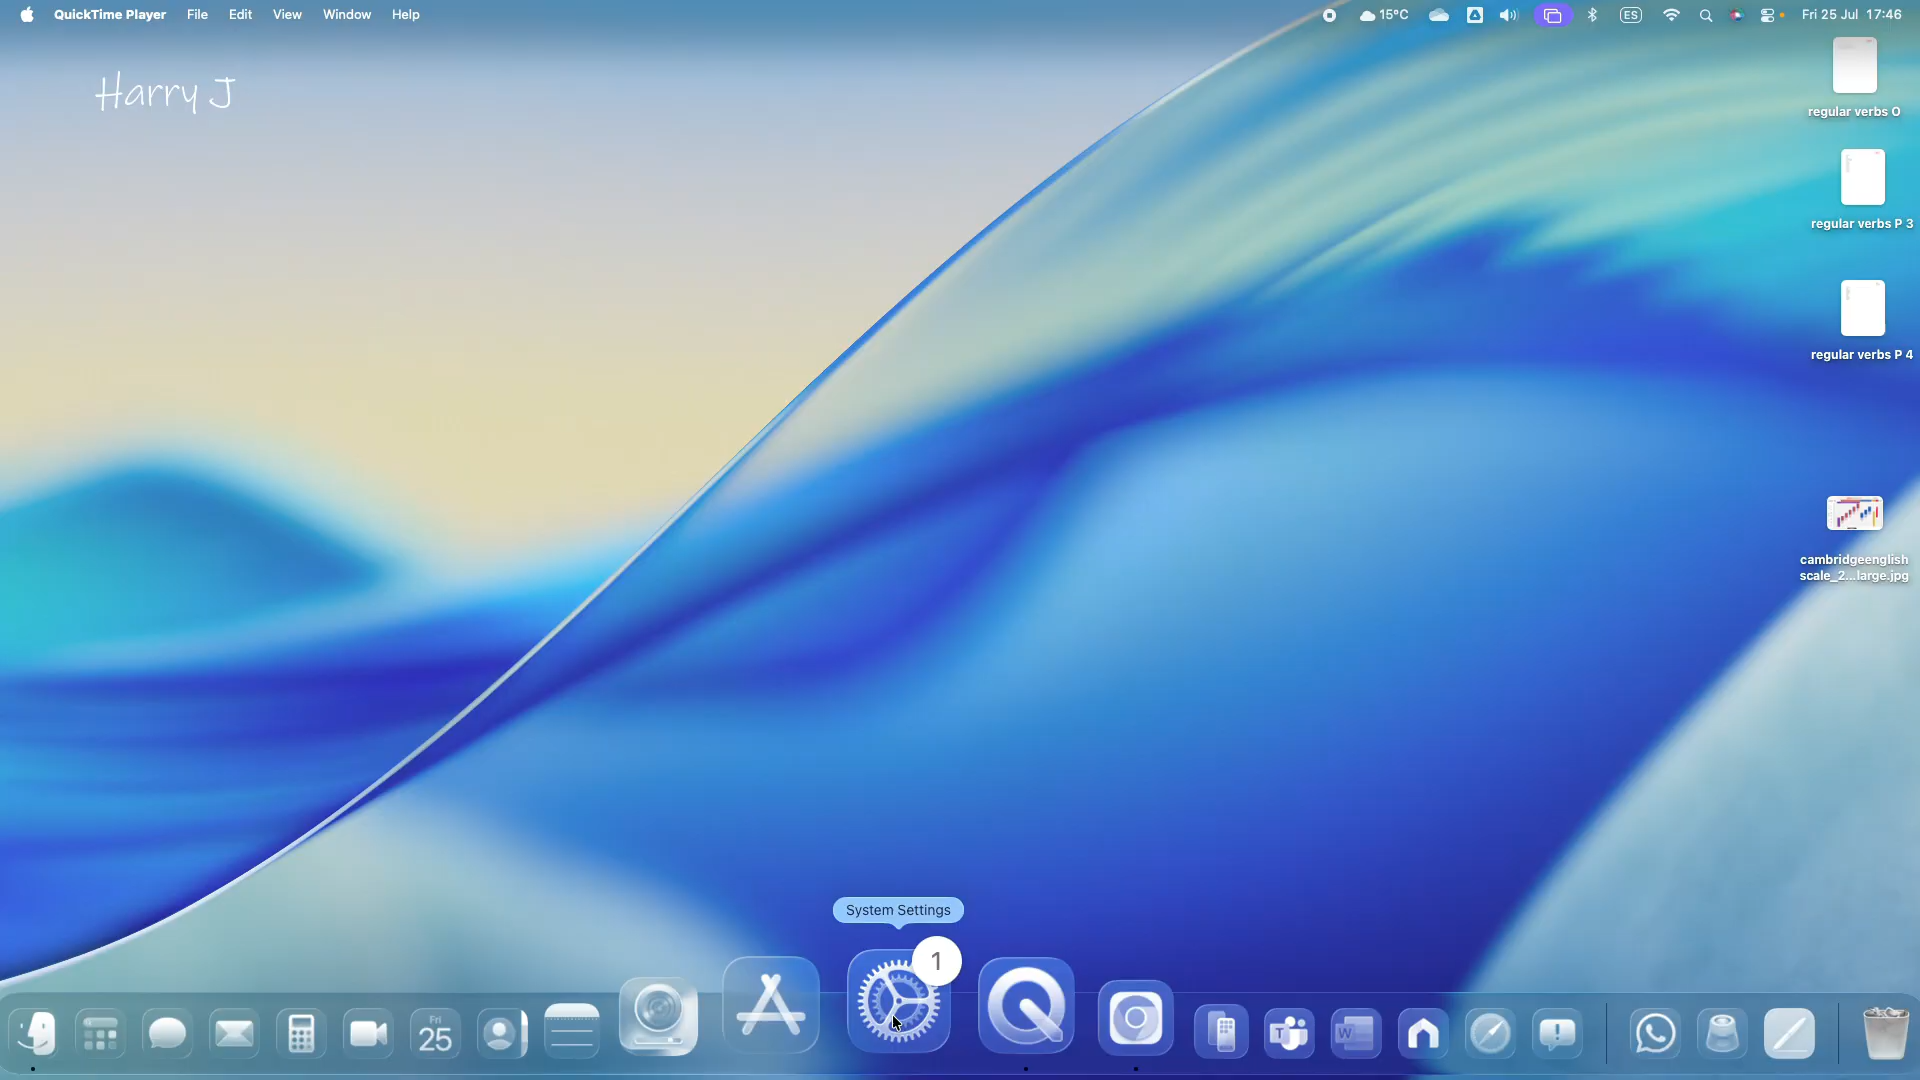 QuickTime Player File Edit View Window Help
15°C ES Fri 25 Jul 17:46
Harry J
regular verbs O
regular verbs P 3
regular verbs P 4
cambridgeenglish
scale_2...large.jpg
System Settings
1
Fri
25
T
W